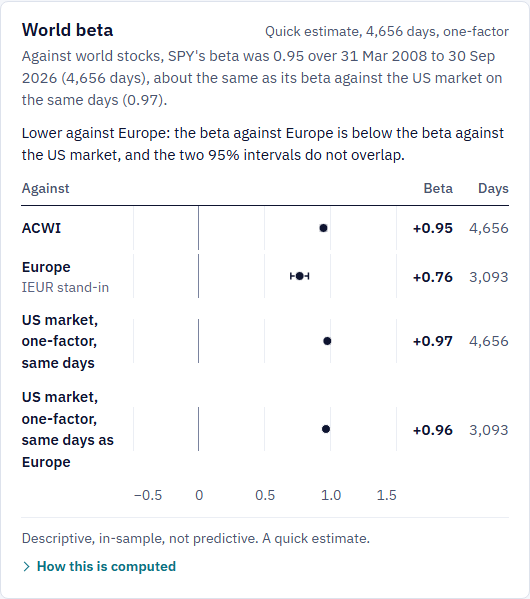 World beta
Quick estimate, 4,656 days, one-factor
Against world stocks, SPY's beta was 0.95 over 31 Mar 2008 to 30 Sep
2026 (4,656 days), about the same as its beta against the US market on
the same days (0.97).
Lower against Europe: the beta against Europe is below the beta against
the US market, and the two 95% intervals do not overlap.
Against Beta Days
ACWI +0.95 4,656
Europe +0.76 3,093
IEUR stand-in
US market,
one-factor, +0.97 4,656
same days
US market,
one-factor, +0.96 3,093
same days as
Europe
−0.5 0 0.5 1.0 1.5
Descriptive, in-sample, not predictive. A quick estimate.
How this is computed